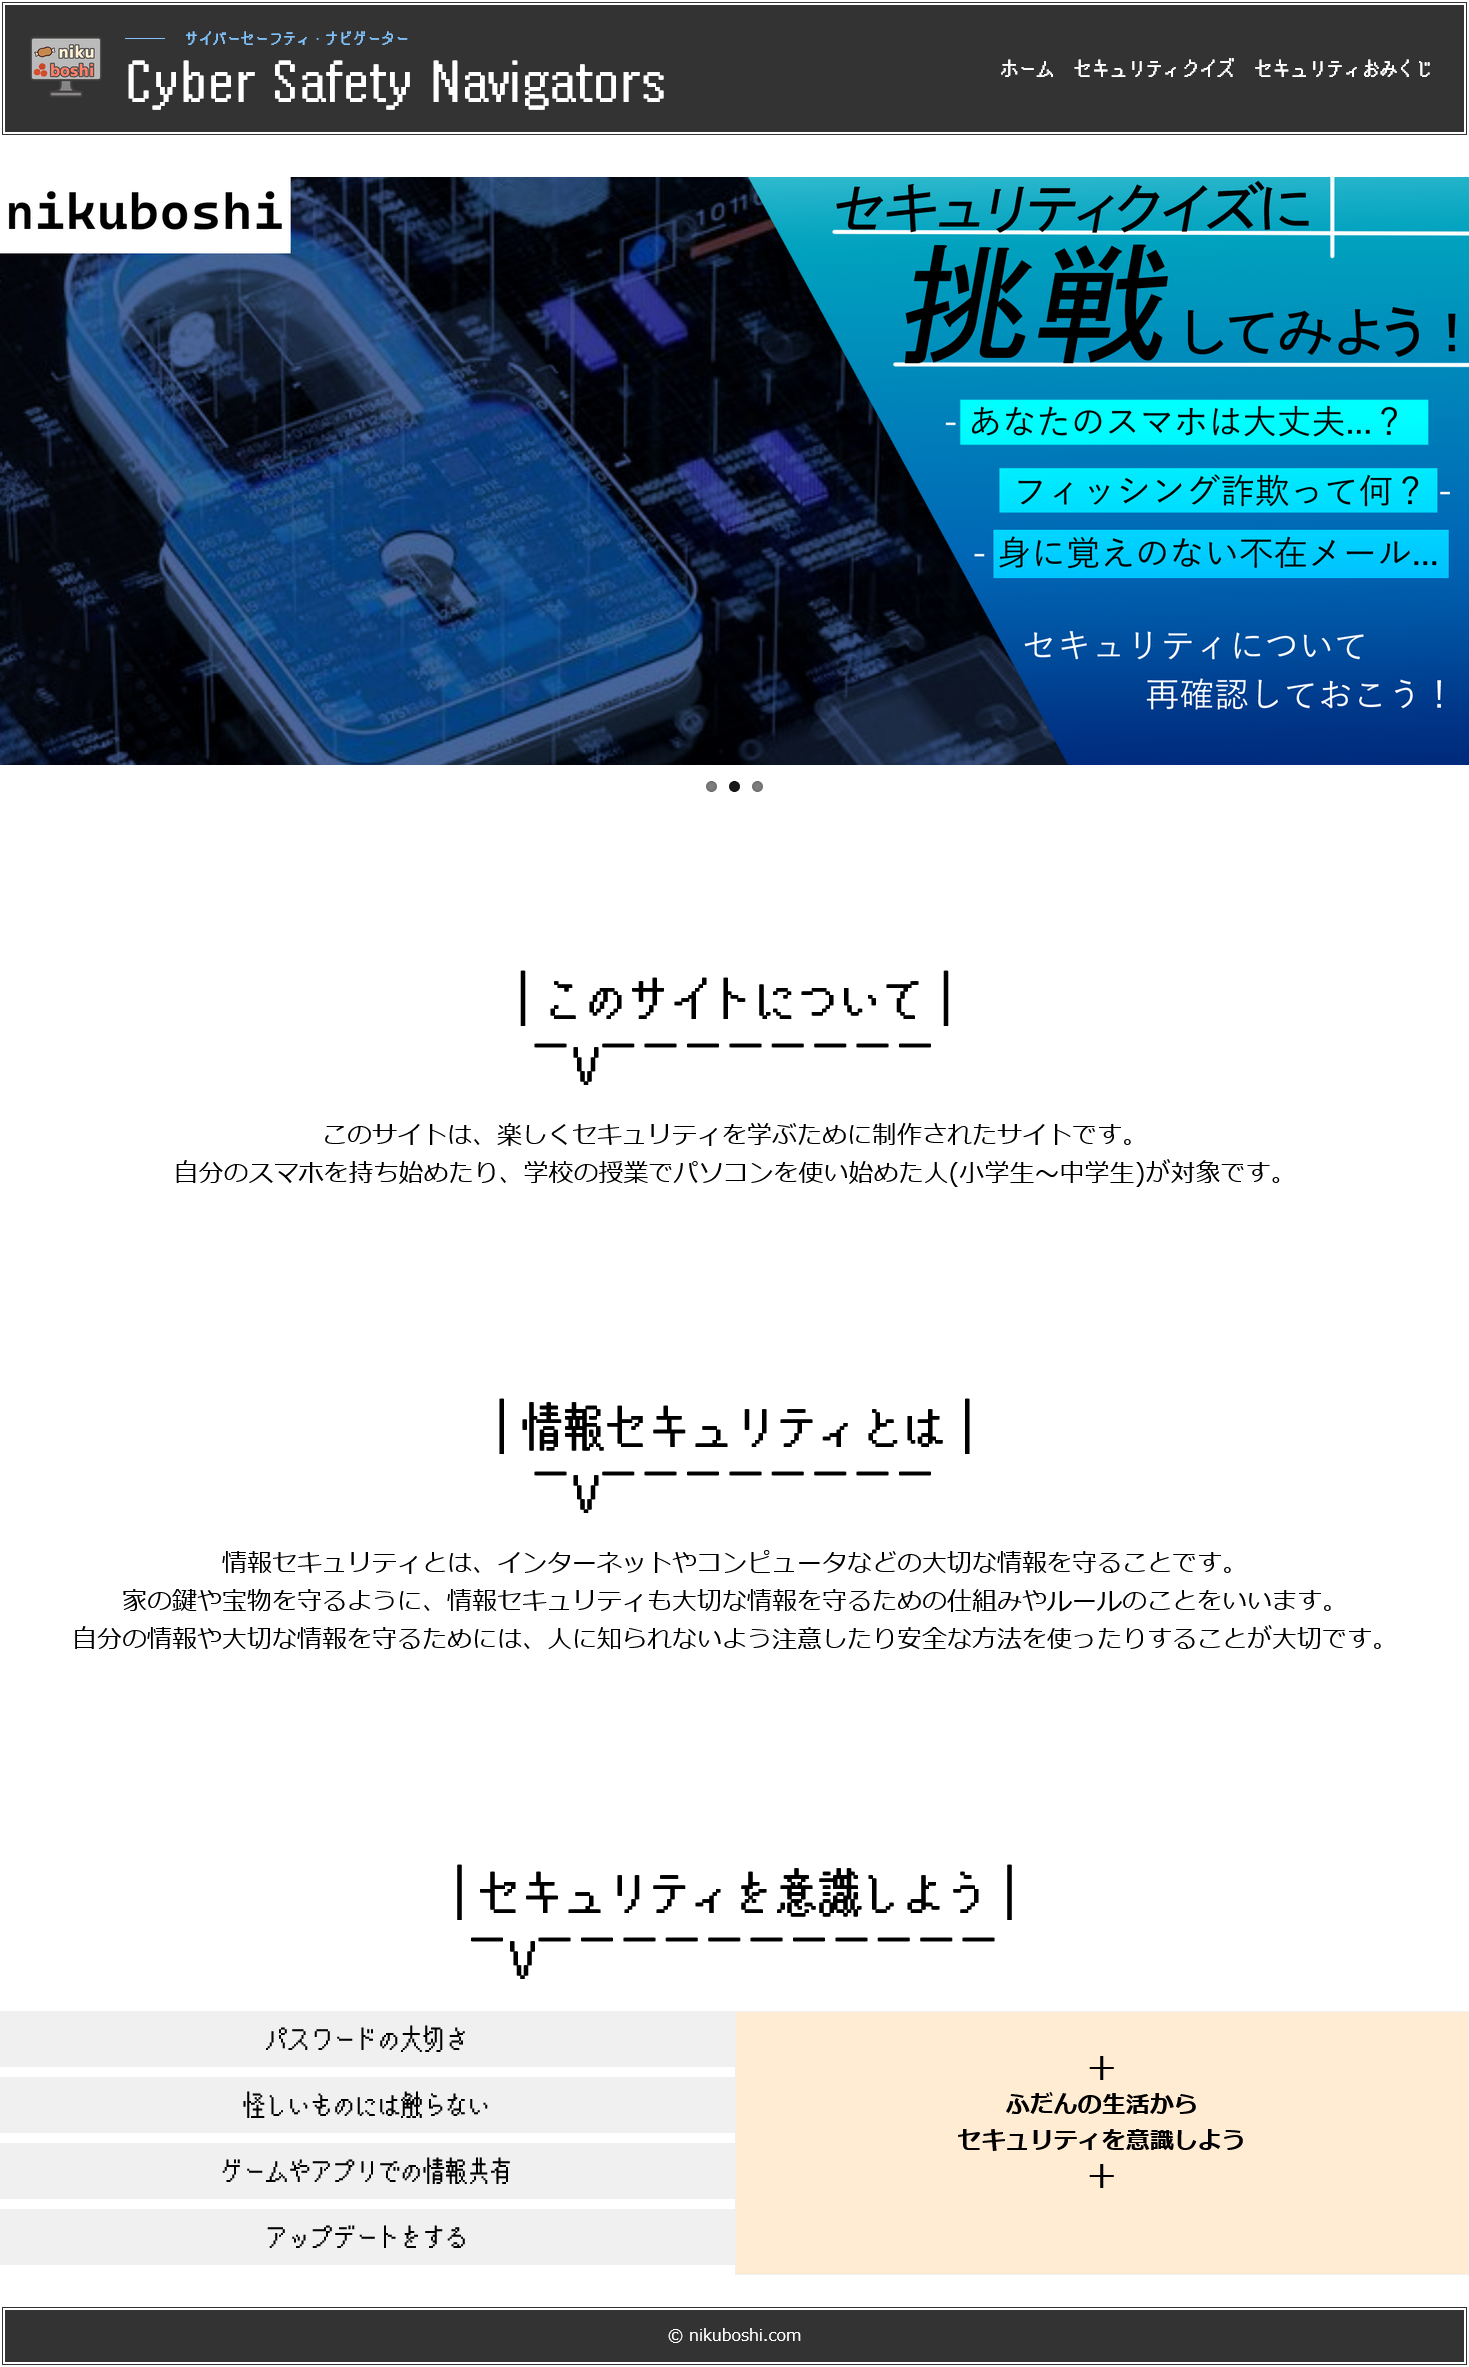 niku
boshi
サイバーセーフティ・ナビゲーター
Cyber Safety Navigators
ホーム セキュリティクイズ セキュリティおみくじ
nikuboshi
セキュリティクイズに
挑戦してみよう！
- あなたのスマホは大丈夫...？
フィッシング詐欺って何？ -
- 身に覚えのない不在メール...
セキュリティについて
再確認しておこう！
このサイトについて
このサイトは、楽しくセキュリティを学ぶために制作されたサイトです。
自分のスマホを持ち始めたり、学校の授業でパソコンを使い始めた人(小学生～中学生)が対象です。
情報セキュリティとは
情報セキュリティとは、インターネットやコンピュータなどの大切な情報を守ることです。
家の鍵や宝物を守るように、情報セキュリティも大切な情報を守るための仕組みやルールのことをいいます。
自分の情報や大切な情報を守るためには、人に知られないよう注意したり安全な方法を使ったりすることが大切です。
セキュリティを意識しよう
パスワードの大切さ
怪しいものには触らない
ゲームやアプリでの情報共有
アップデートをする
＋
ふだんの生活から
セキュリティを意識しよう
＋
© nikuboshi.com